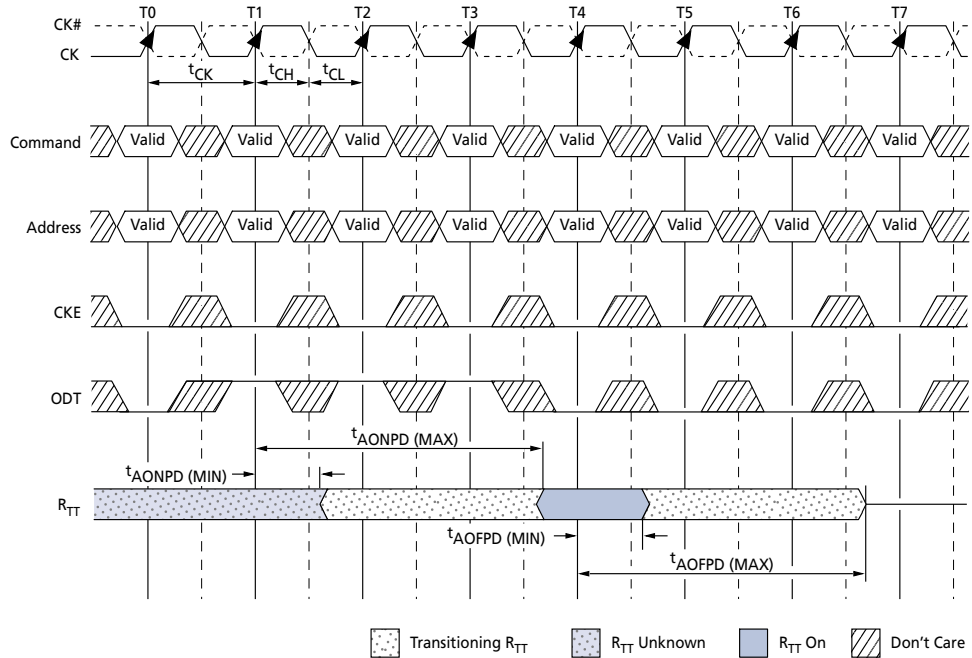 T0 T1 T2 T3 T4 T5 T6 T7
CK#
CK
tCK tCH tCL
Command Valid Valid Valid Valid Valid Valid Valid Valid
Address Valid Valid Valid Valid Valid Valid Valid Valid
CKE
ODT
tAONPD (MAX)
tAONPD (MIN)
RTT
tAOFPD (MIN)
tAOFPD (MAX)
Transitioning RTT RTT Unknown RTT On Don't Care